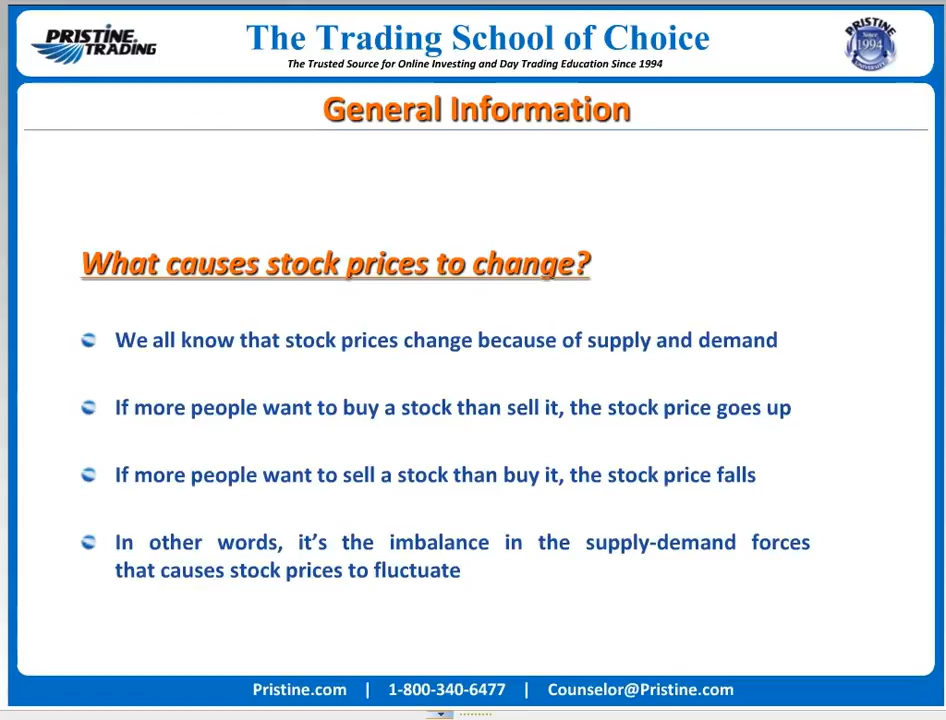 PRISTINE
TRADING
The Trading School of Choice
The Trusted Source for Online Investing and Day Trading Education Since 1994
PRISTINE
Since
1994
UNIVERSITY
General Information
What causes stock prices to change?
We all know that stock prices change because of supply and demand
If more people want to buy a stock than sell it, the stock price goes up
If more people want to sell a stock than buy it, the stock price falls
In other words, it’s the imbalance in the supply-demand forces
that causes stock prices to fluctuate
Pristine.com | 1-800-340-6477 | Counselor@Pristine.com